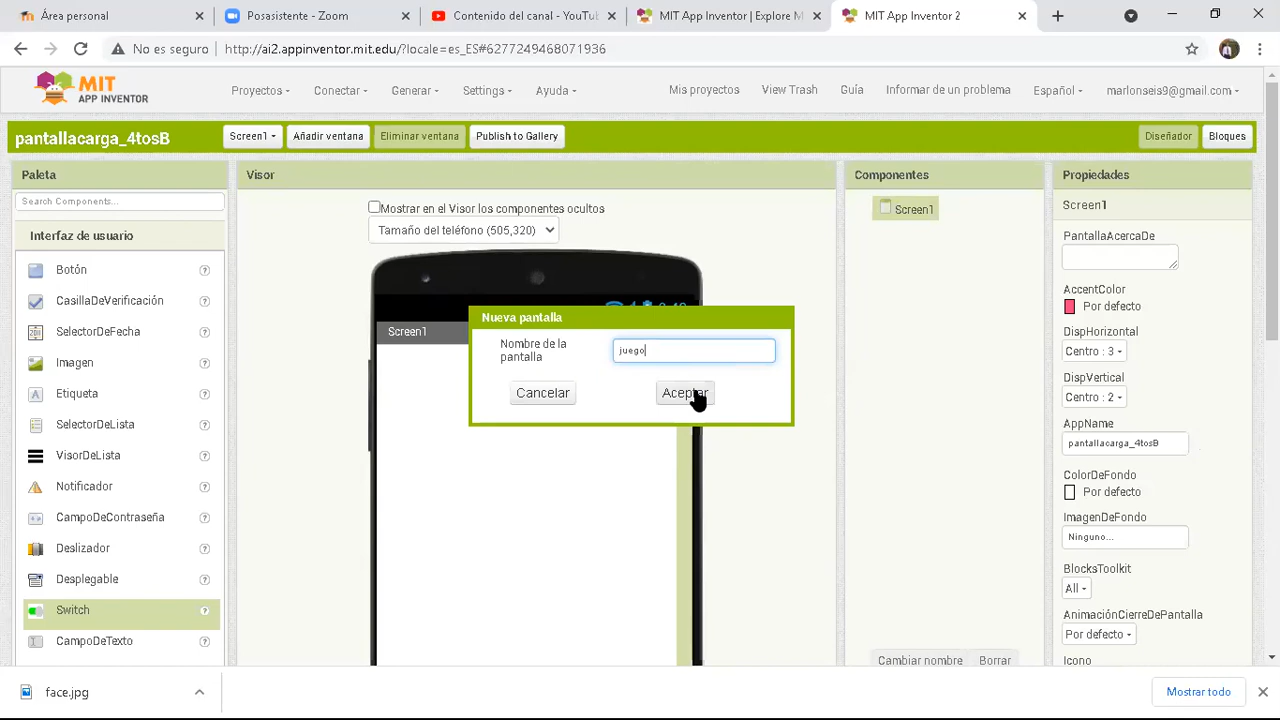 Área personal
Posasistente - Zoom
Contenido del canal - YouTu
MIT App Inventor | Explore M
MIT App Inventor 2
No es seguro
http://ai2.appinventor.mit.edu/?locale=es_ES#6277249468071936
MIT
APP INVENTOR
Proyectos
Conectar
Generar
Settings
Ayuda
Mis proyectos
View Trash
Guía
Informar de un problema
Español
marlonseis9@gmail.com
pantallacarga_4tosB
Screen1
Añadir ventana
Eliminar ventana
Publish to Gallery
Diseñador
Bloques
Paleta
Visor
Componentes
Propiedades
Search Components...
Interfaz de usuario
Botón
CasillaDeVerificación
SelectorDeFecha
Imagen
Etiqueta
SelectorDeLista
VisorDeLista
Notificador
CampoDeContraseña
Deslizador
Desplegable
Switch
CampoDeTexto
Mostrar en el Visor los componentes ocultos
Tamaño del teléfono (505,320)
Screen1
Nueva pantalla
Nombre de la
pantalla
juego
Cancelar
Aceptar
Screen1
Cambiar nombre
Borrar
Screen1
PantallaAcercaDe
AccentColor
Por defecto
DispHorizontal
Centro : 3
DispVertical
Centro : 2
AppName
pantallacarga_4tosB
ColorDeFondo
Por defecto
ImagenDeFondo
Ninguno...
BlocksToolkit
All
AnimaciónCierreDePantalla
Por defecto
Icono
face.jpg
Mostrar todo